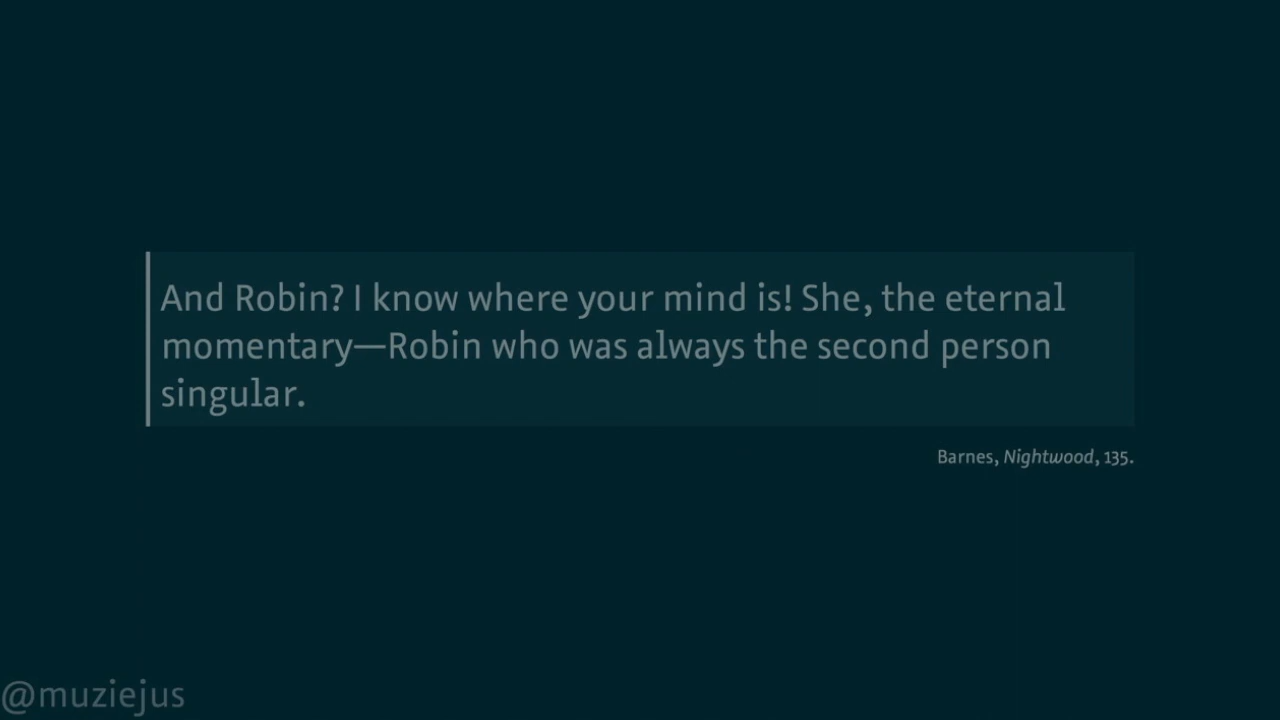 And Robin? I know where your mind is! She, the eternal
momentary—Robin who was always the second person
singular.
Barnes, Nightwood, 135.
@muziejus